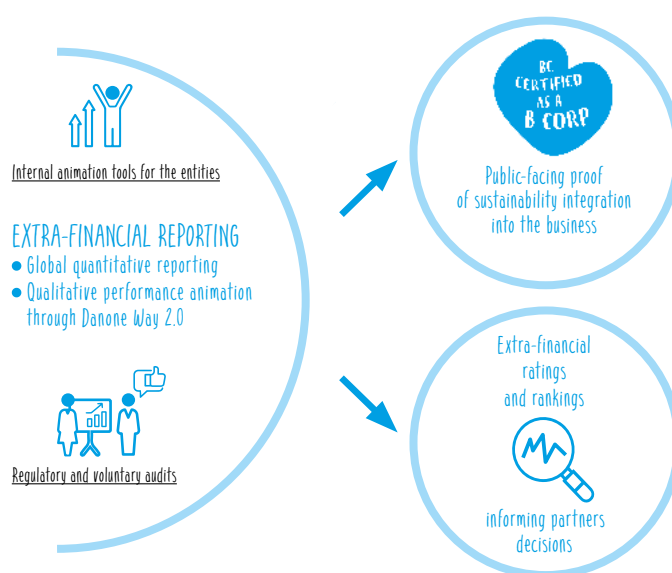 Internal animation tools for the entities
EXTRA-FINANCIAL REPORTING
● Global quantitative reporting
● Qualitative performance animation
through Danone Way 2.0
Regulatory and voluntary audits
BE
CERTIFIED
AS A
B CORP
Public-facing proof
of sustainability integration
into the business
Extra-financial
ratings
and rankings
informing partners
decisions